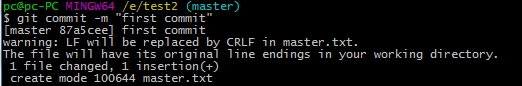 pc@pc-PC MINGW64 /e/test2 (master)
$ git commit -m "first commit"
[master 87a5cee] first commit
warning: LF will be replaced by CRLF in master.txt.
The file will have its original line endings in your working directory.
 1 file changed, 1 insertion(+)
 create mode 100644 master.txt